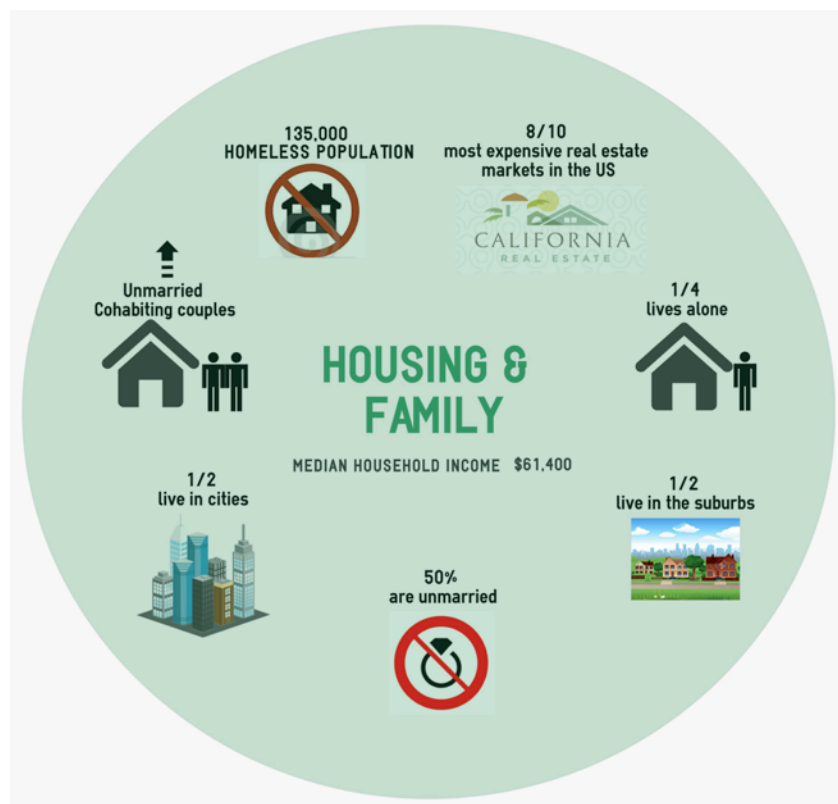 135,000
HOMELESS POPULATION
8/10
most expensive real estate
markets in the US
CALIFORNIA
REAL ESTATE
Unmarried
Cohabiting couples
1/4
lives alone
HOUSING &
FAMILY
MEDIAN HOUSEHOLD INCOME $61,400
1/2
live in cities
1/2
live in the suburbs
50%
are unmarried